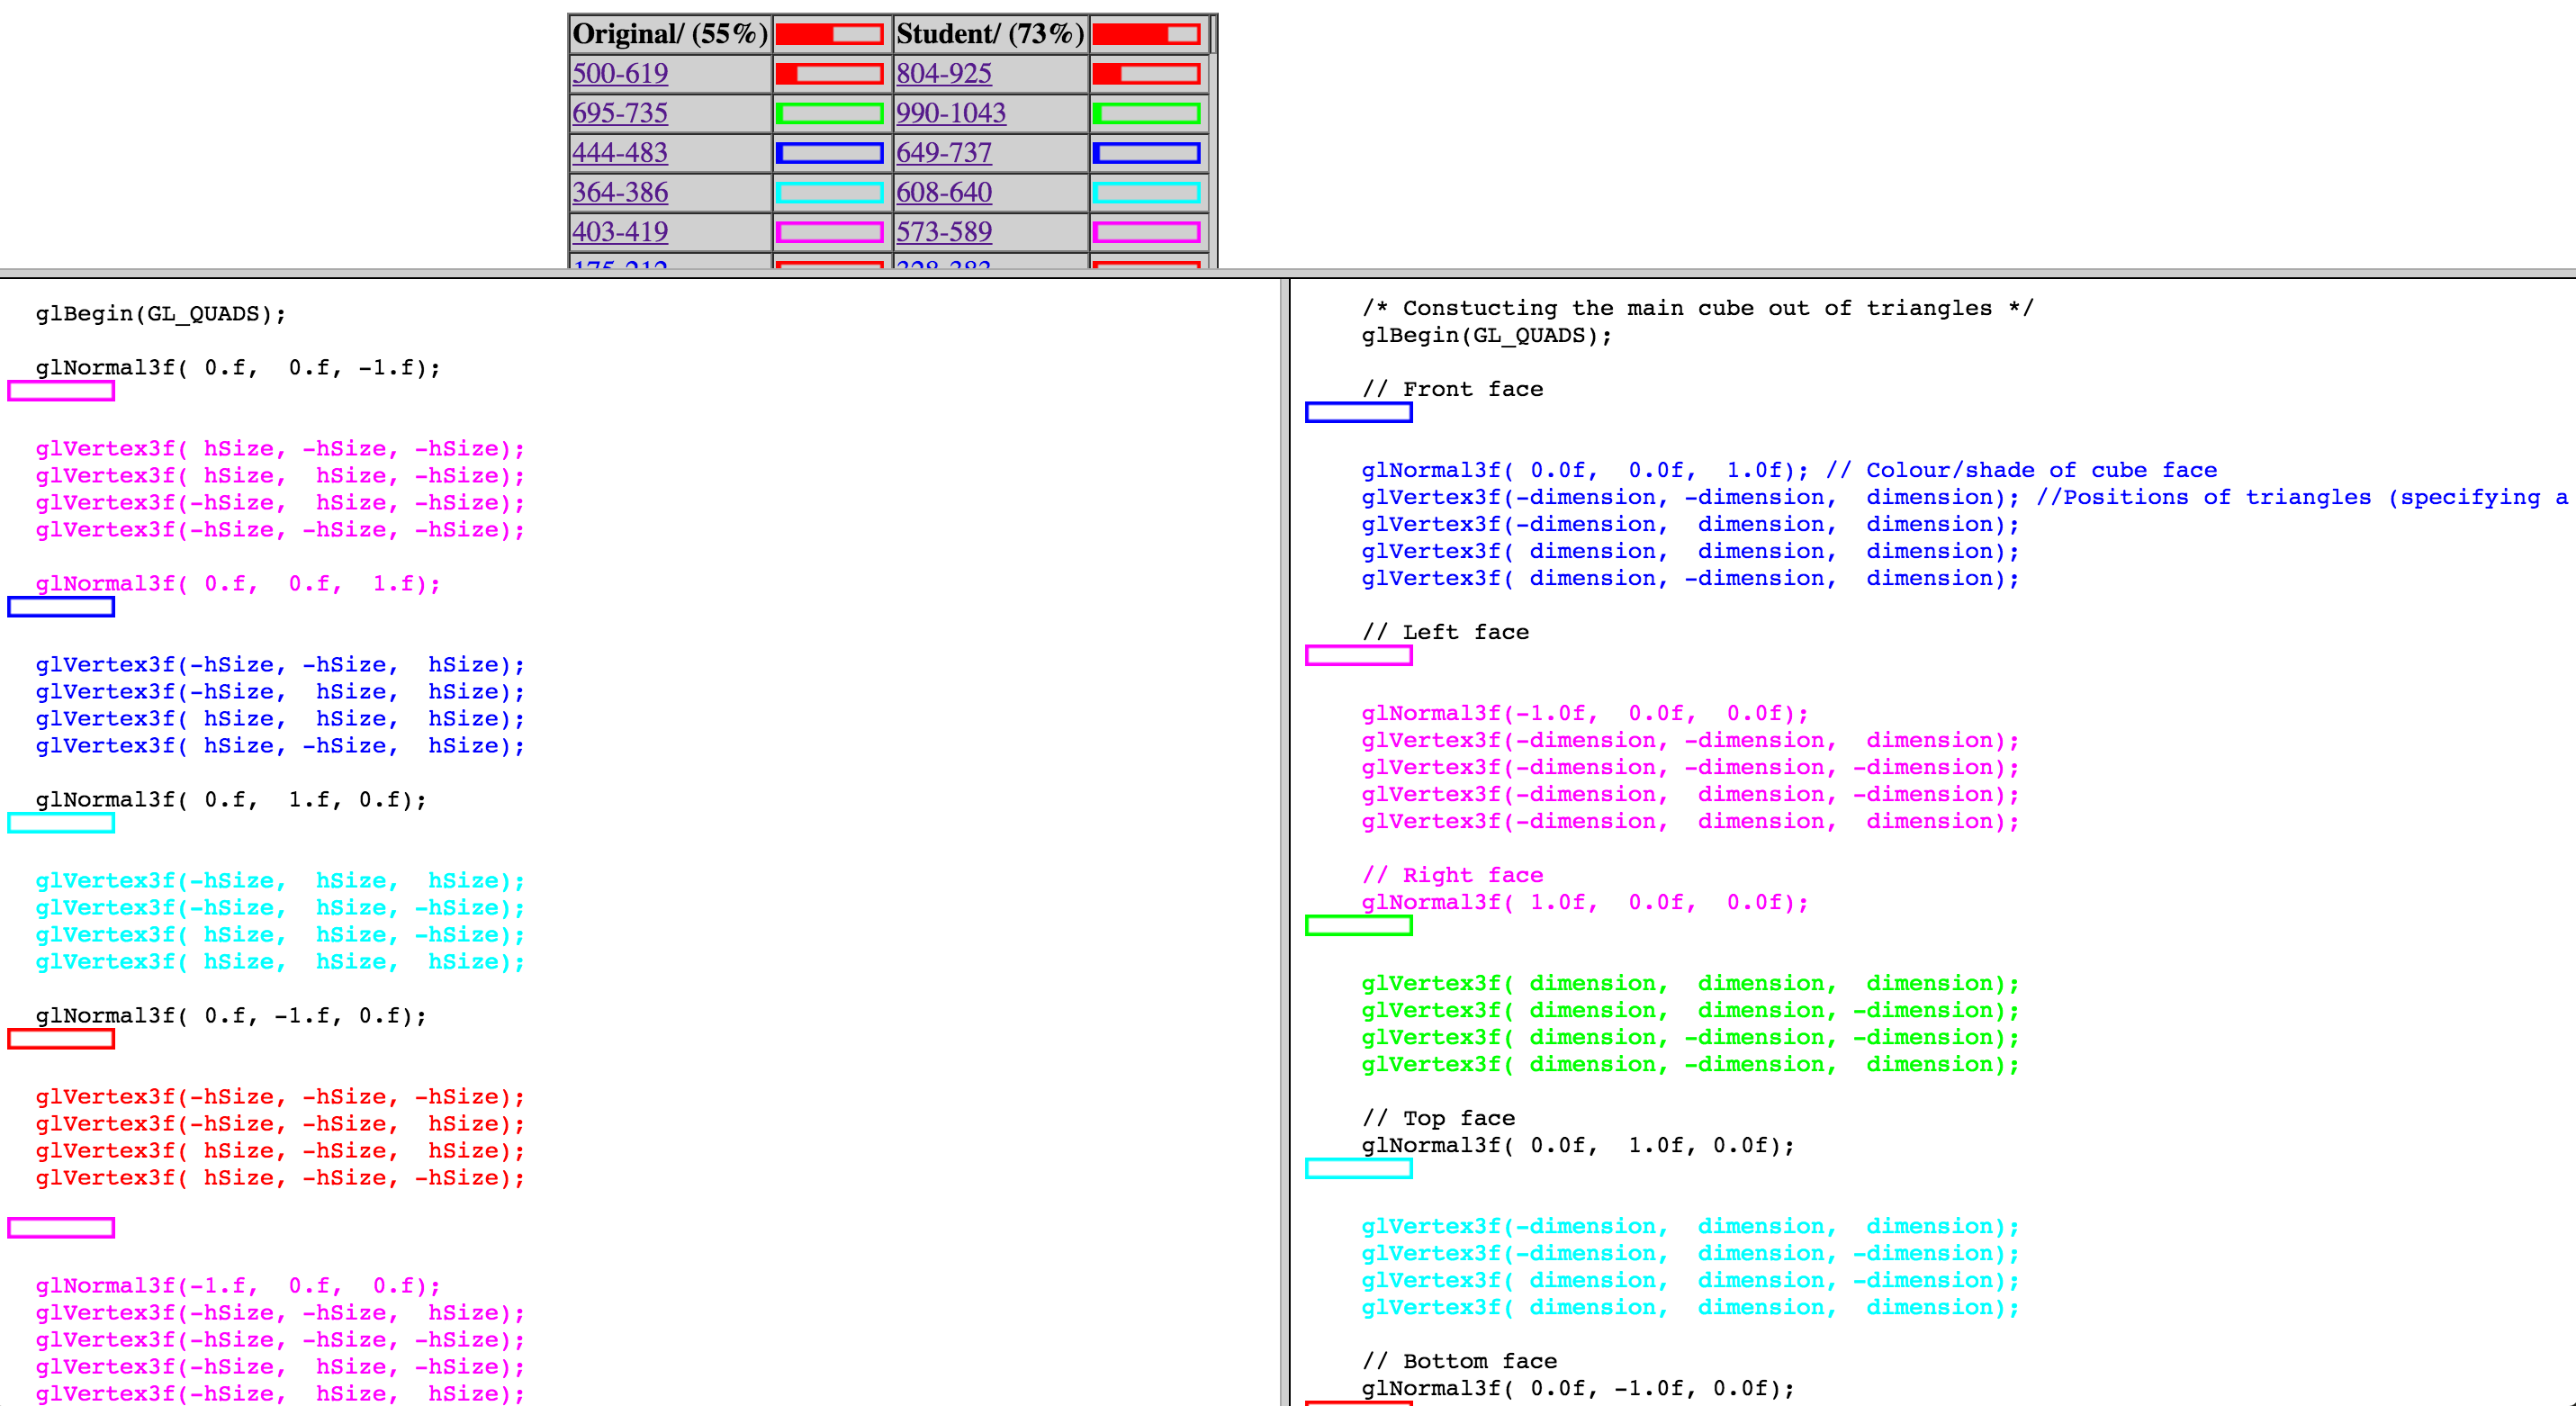 Original/ (55%) Student/ (73%)
500-619 804-925
695-735 990-1043
444-483 649-737
364-386 608-640
403-419 573-589
175-212 328-383
glBegin(GL_QUADS);
glNormal3f( 0.f,  0.f, -1.f);
glVertex3f( hSize, -hSize, -hSize);
glVertex3f( hSize,  hSize, -hSize);
glVertex3f(-hSize,  hSize, -hSize);
glVertex3f(-hSize, -hSize, -hSize);
glNormal3f( 0.f,  0.f,  1.f);
glVertex3f(-hSize, -hSize,  hSize);
glVertex3f(-hSize,  hSize,  hSize);
glVertex3f( hSize,  hSize,  hSize);
glVertex3f( hSize, -hSize,  hSize);
glNormal3f( 0.f,  1.f, 0.f);
glVertex3f(-hSize,  hSize,  hSize);
glVertex3f(-hSize,  hSize, -hSize);
glVertex3f( hSize,  hSize, -hSize);
glVertex3f( hSize,  hSize,  hSize);
glNormal3f( 0.f, -1.f, 0.f);
glVertex3f(-hSize, -hSize, -hSize);
glVertex3f(-hSize, -hSize,  hSize);
glVertex3f( hSize, -hSize,  hSize);
glVertex3f( hSize, -hSize, -hSize);
glNormal3f(-1.f,  0.f,  0.f);
glVertex3f(-hSize, -hSize,  hSize);
glVertex3f(-hSize, -hSize, -hSize);
glVertex3f(-hSize,  hSize, -hSize);
glVertex3f(-hSize,  hSize,  hSize);
/* Constucting the main cube out of triangles */
glBegin(GL_QUADS);
// Front face
glNormal3f( 0.0f,  0.0f,  1.0f); // Colour/shade of cube face
glVertex3f(-dimension, -dimension,  dimension); //Positions of triangles (specifying a
glVertex3f(-dimension,  dimension,  dimension);
glVertex3f( dimension,  dimension,  dimension);
glVertex3f( dimension, -dimension,  dimension);
// Left face
glNormal3f(-1.0f,  0.0f,  0.0f);
glVertex3f(-dimension, -dimension,  dimension);
glVertex3f(-dimension, -dimension, -dimension);
glVertex3f(-dimension,  dimension, -dimension);
glVertex3f(-dimension,  dimension,  dimension);
// Right face
glNormal3f( 1.0f,  0.0f,  0.0f);
glVertex3f( dimension,  dimension,  dimension);
glVertex3f( dimension,  dimension, -dimension);
glVertex3f( dimension, -dimension, -dimension);
glVertex3f( dimension, -dimension,  dimension);
// Top face
glNormal3f( 0.0f,  1.0f, 0.0f);
glVertex3f(-dimension,  dimension,  dimension);
glVertex3f(-dimension,  dimension, -dimension);
glVertex3f( dimension,  dimension, -dimension);
glVertex3f( dimension,  dimension,  dimension);
// Bottom face
glNormal3f( 0.0f, -1.0f, 0.0f);